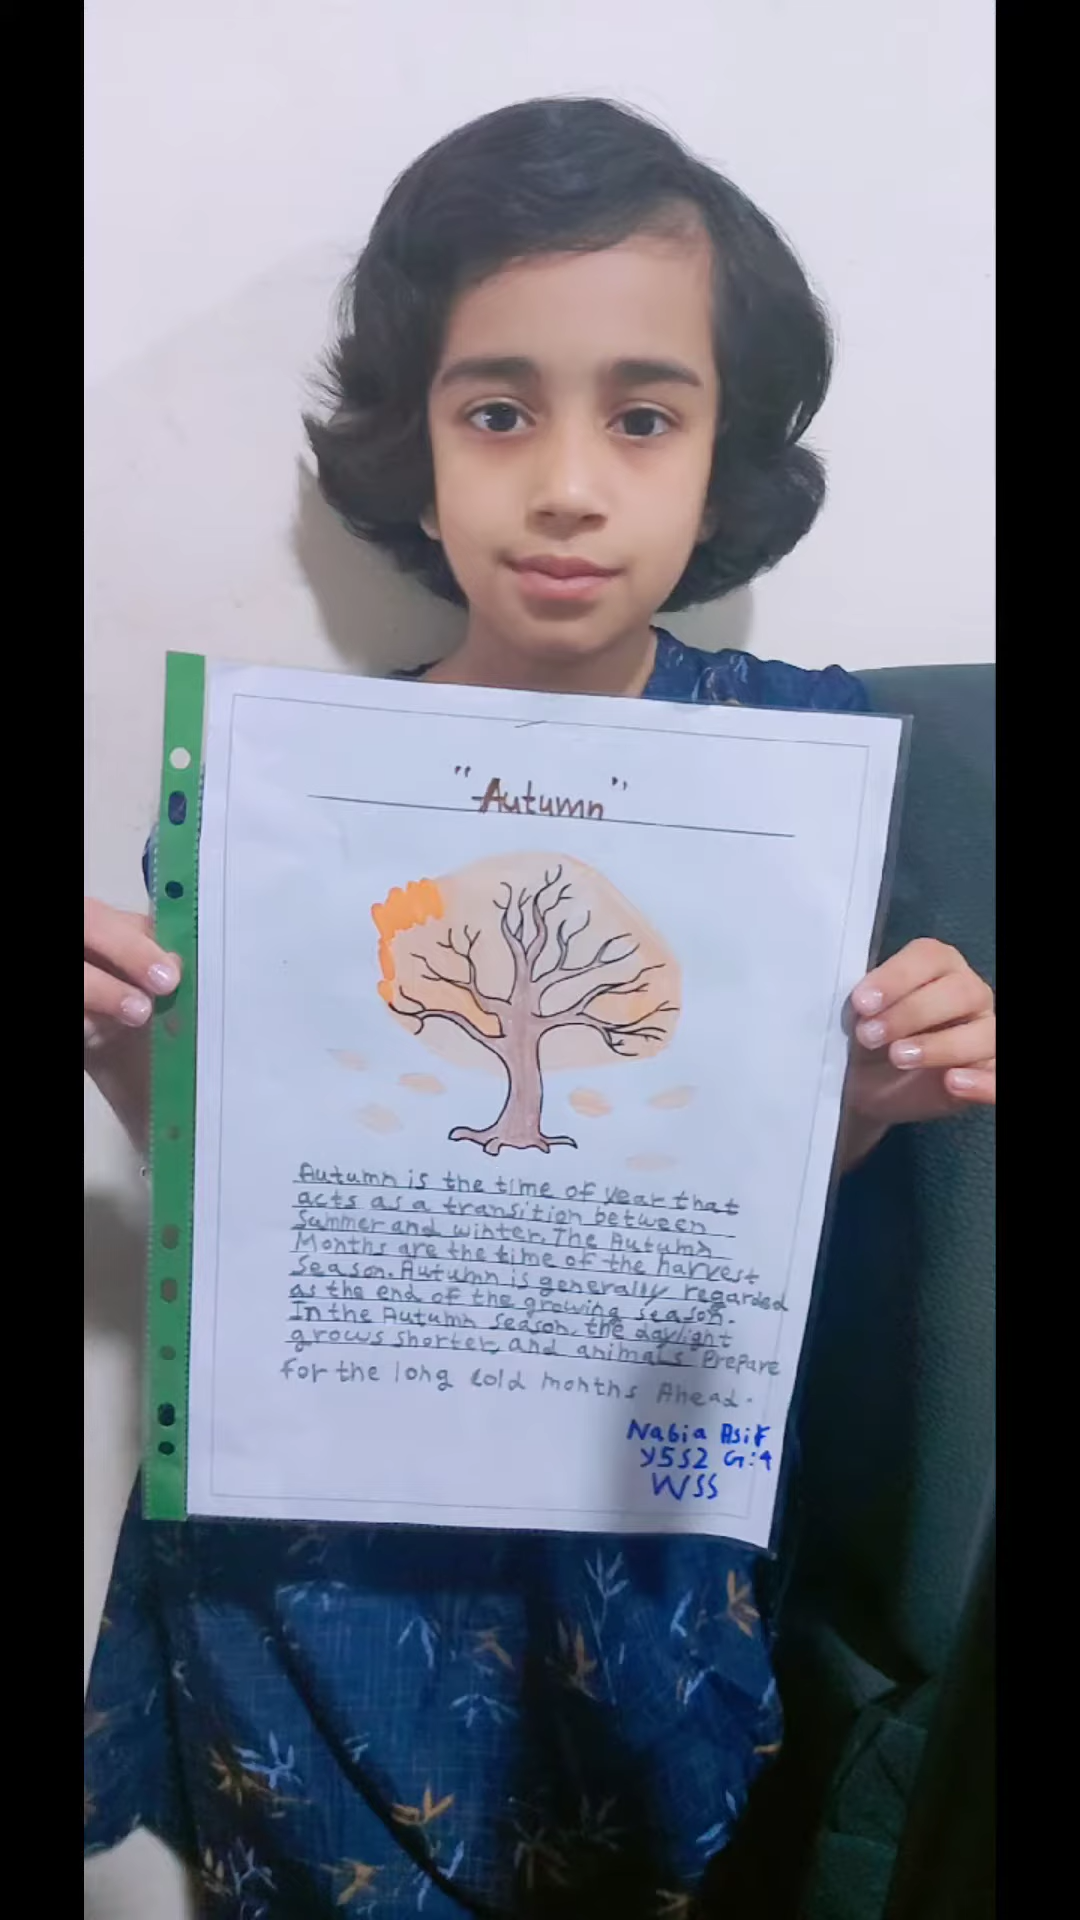 "Autumn"
Autumn is the time of year that
acts as a transition between
Summer and winter. The Autumn
Months are the time of the harvest
Season. Autumn is generally regarded
as the end of the growing season.
In the Autumn season, the daylight
grows shorter, and animals Prepare
for the long cold months Ahead.
Nabia Asif
Y5S2 G:4
WSS